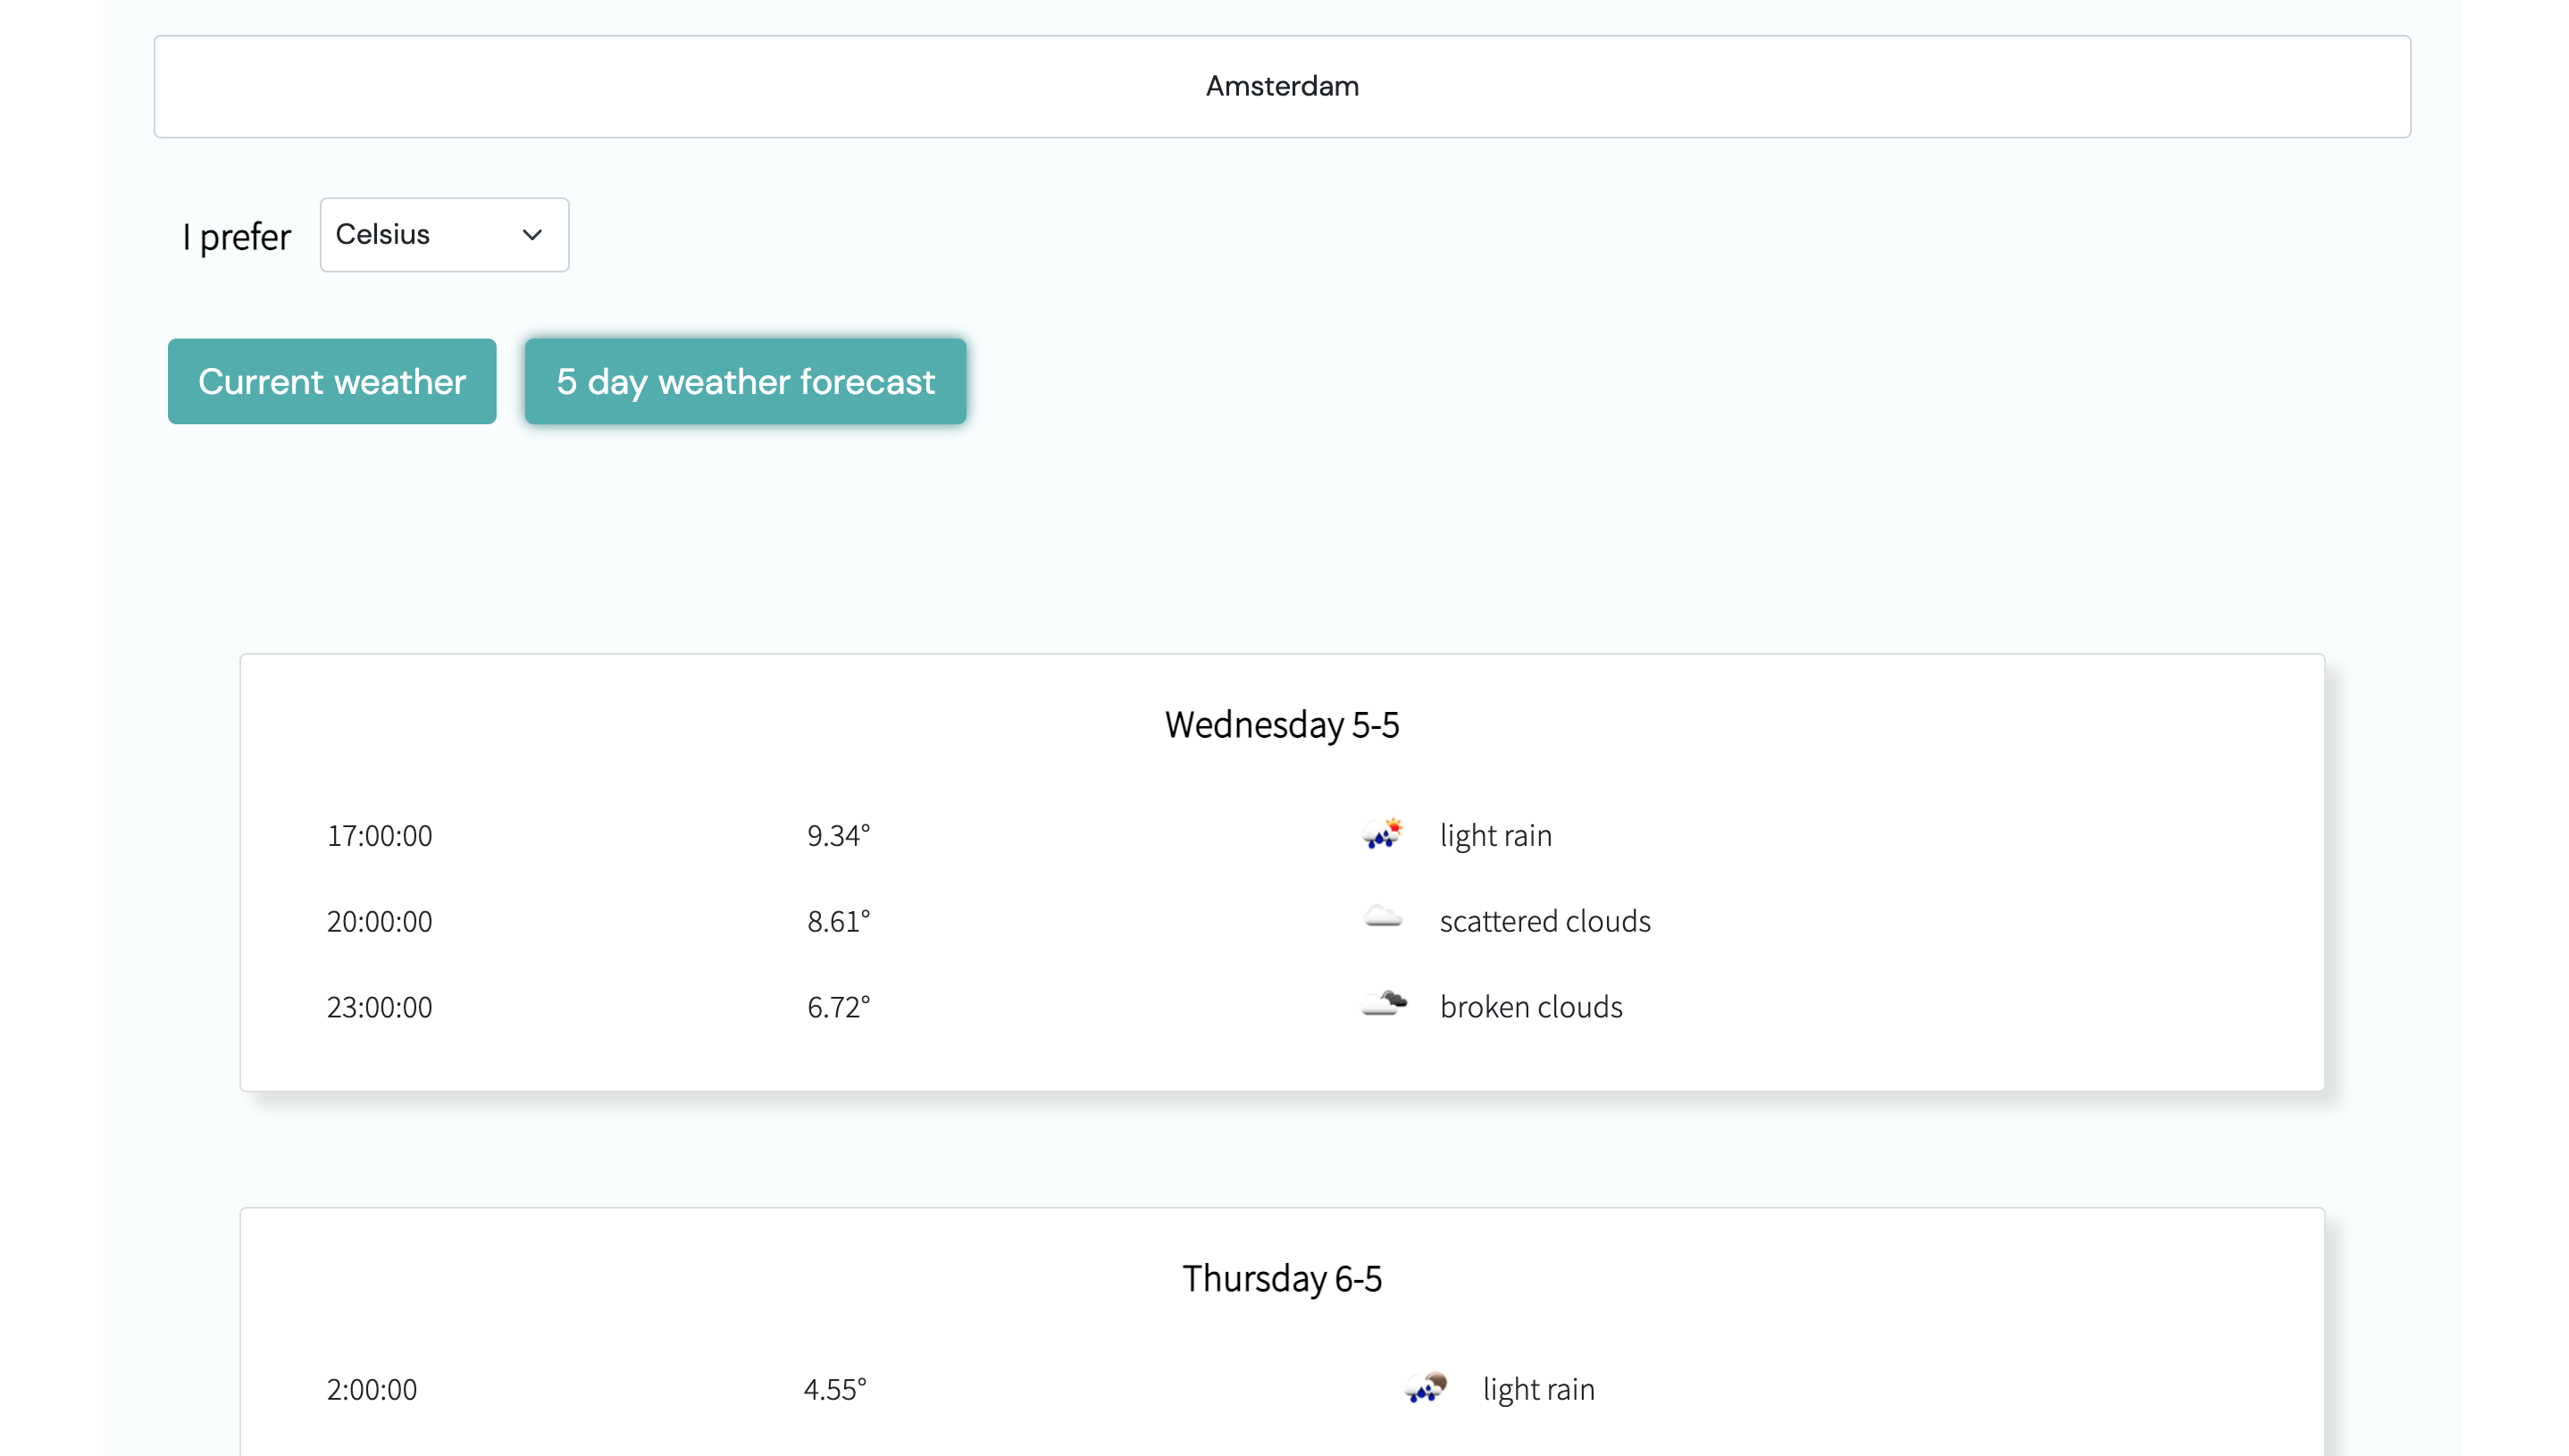 Amsterdam
I prefer Celsius
Current weather 5 day weather forecast
Wednesday 5-5
17:00:00 9.34° light rain
20:00:00 8.61° scattered clouds
23:00:00 6.72° broken clouds
Thursday 6-5
2:00:00 4.55° light rain